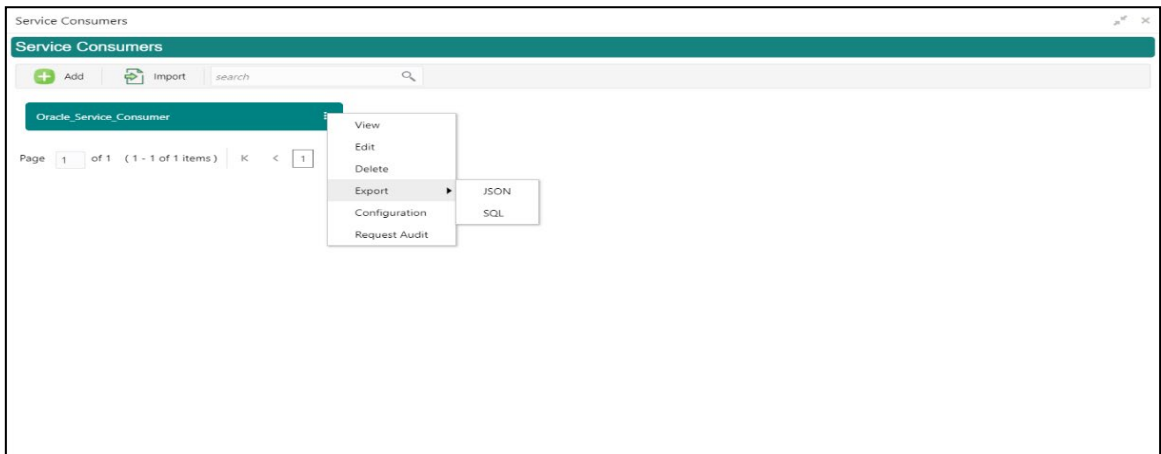 Service Consumers
Service Consumers
Add Import search
Oracle_Service_Consumer
View
Edit
Page 1 of 1 ( 1 - 1 of 1 items ) K < 1
Delete
Export JSON
Configuration SQL
Request Audit